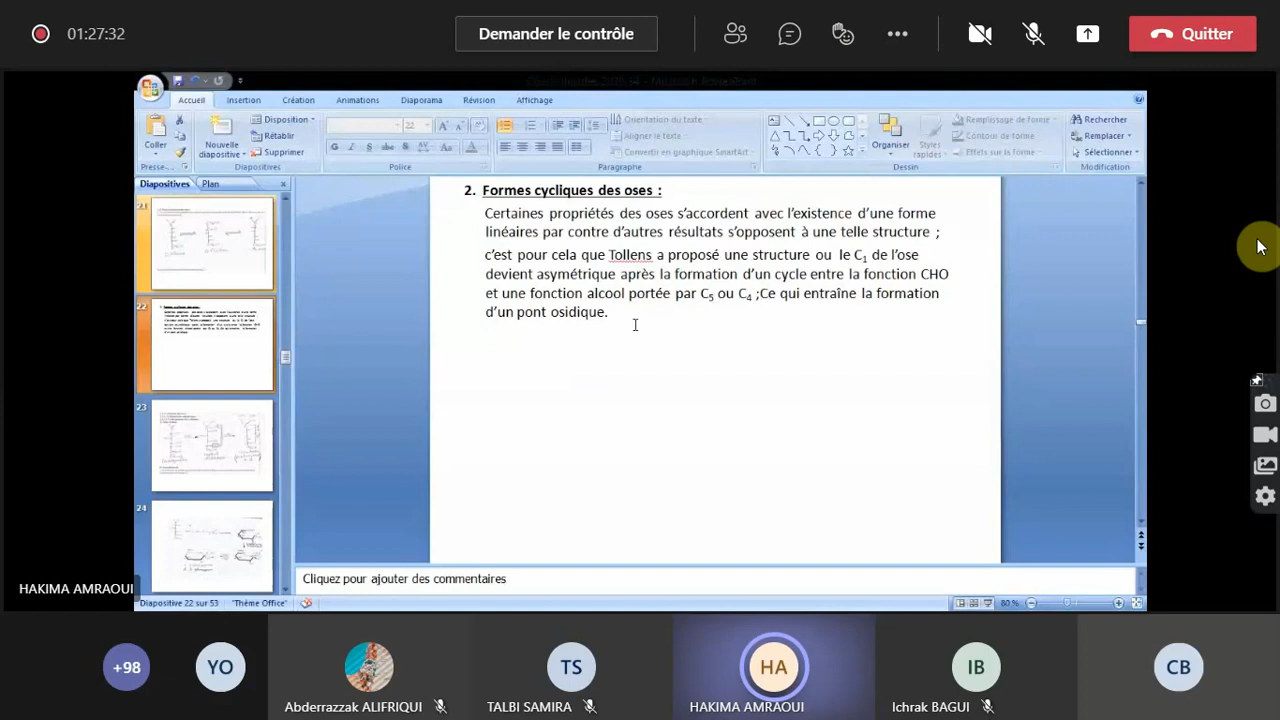 01:27:32
Demander le contrôle
Quitter
Accueil
Insertion
Création
Animations
Diaporama
Révision
Affichage
Coller
Presse-...
Nouvelle
diapositive
Disposition
Rétablir
Supprimer
Diapositives
22
G
I
S
Police
Orientation du texte
Aligner le texte
Convertir en graphique SmartArt
Paragraphe
Organiser
Styles
rapides
Remplissage de forme
Contour de forme
Effets sur la forme
Dessin
Rechercher
Remplacer
Sélectionner
Modification
Diapositives
Plan
21
22
23
24
2. Formes cycliques des oses :
Certaines propriétés des oses s'accordent avec l'existence d'une forme
linéaires par contre d'autres résultats s'opposent à une telle structure ;
c'est pour cela que Tollens a proposé une structure ou le C1 de l'ose
devient asymétrique après la formation d'un cycle entre la fonction CHO
et une fonction alcool portée par C5 ou C4 ;Ce qui entraîne la formation
d'un pont osidique.
Cliquez pour ajouter des commentaires
HAKIMA AMRAOUI
Diapositive 22 sur 53
"Thème Office"
80 %
+98
YO
Abderrazzak ALIFRIQUI
TS
TALBI SAMIRA
HA
HAKIMA AMRAOUI
IB
Ichrak BAGUI
CB